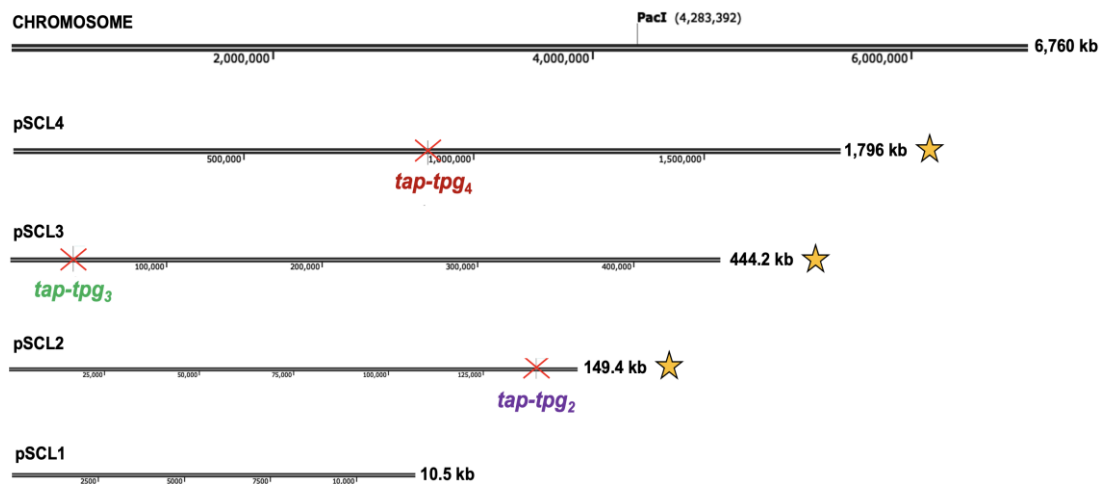 CHROMOSOME
PacI (4,283,392)
2,000,000 4,000,000 6,000,000 6,760 kb
pSCL4
500,000 1,000,000 1,500,000 1,796 kb
tap-tpg4
pSCL3
100,000 200,000 300,000 400,000 444.2 kb
tap-tpg3
pSCL2
25,000 50,000 75,000 100,000 125,000 149.4 kb
tap-tpg2
pSCL1
2500 5000 7500 10,000 10.5 kb